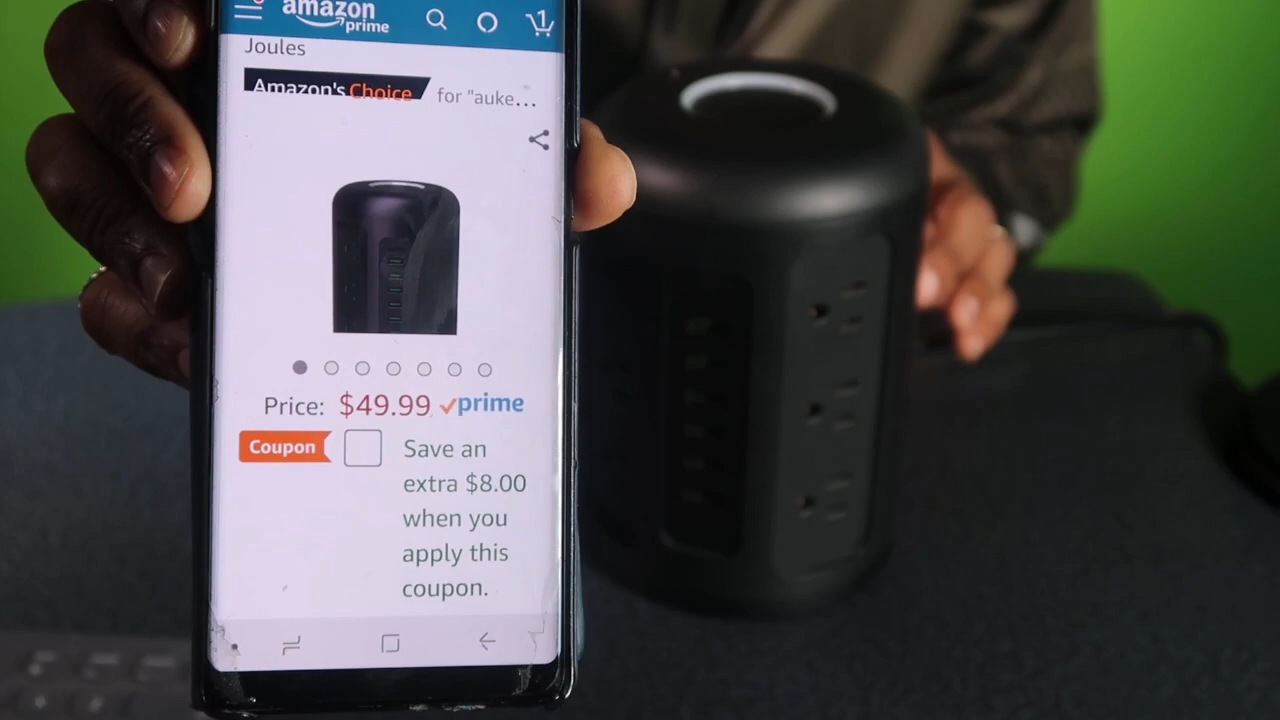 amazon
prime
1
Joules
Amazon's Choice for "auke...
Price: $49.99 prime
Coupon Save an
extra $8.00
when you
apply this
coupon.